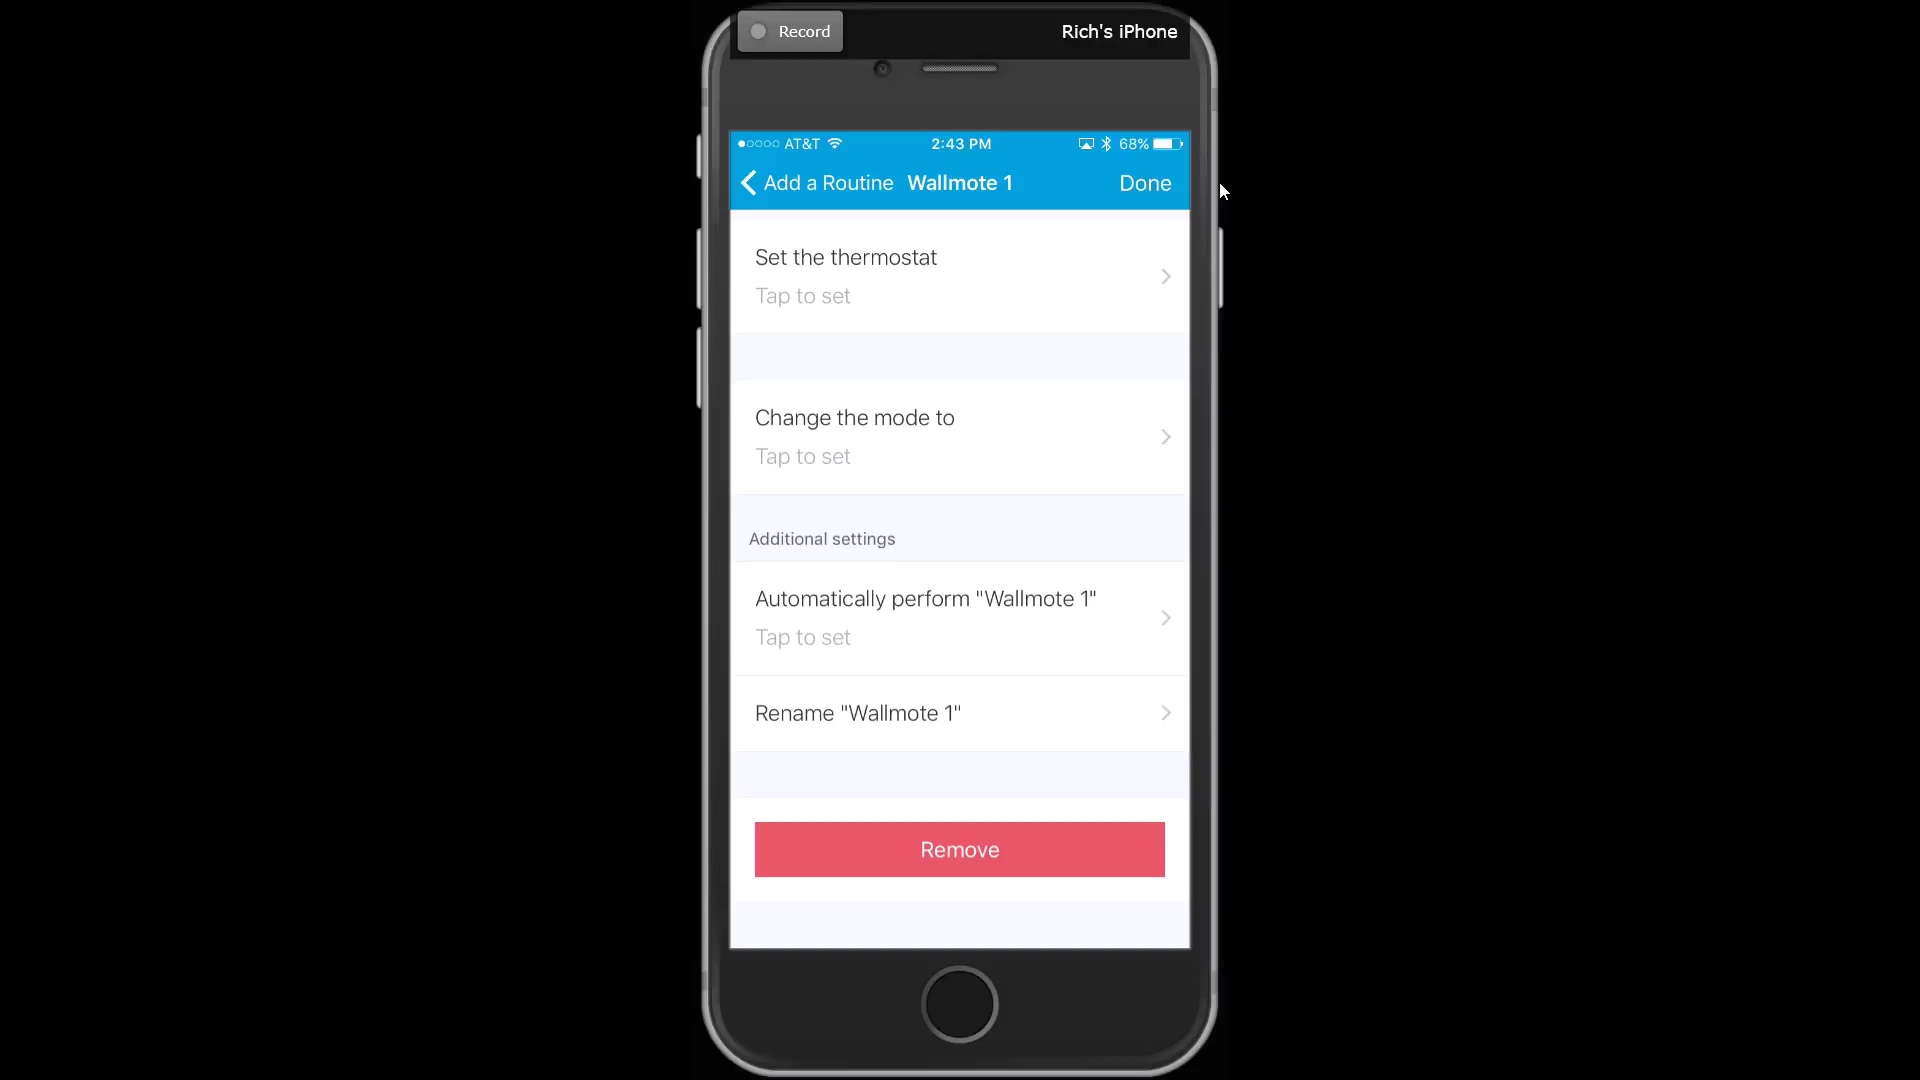 Record
Rich's iPhone
AT&T
2:43 PM
68%
Add a Routine
Wallmote 1
Done
Set the thermostat
Tap to set
Change the mode to
Tap to set
Additional settings
Automatically perform "Wallmote 1"
Tap to set
Rename "Wallmote 1"
Remove